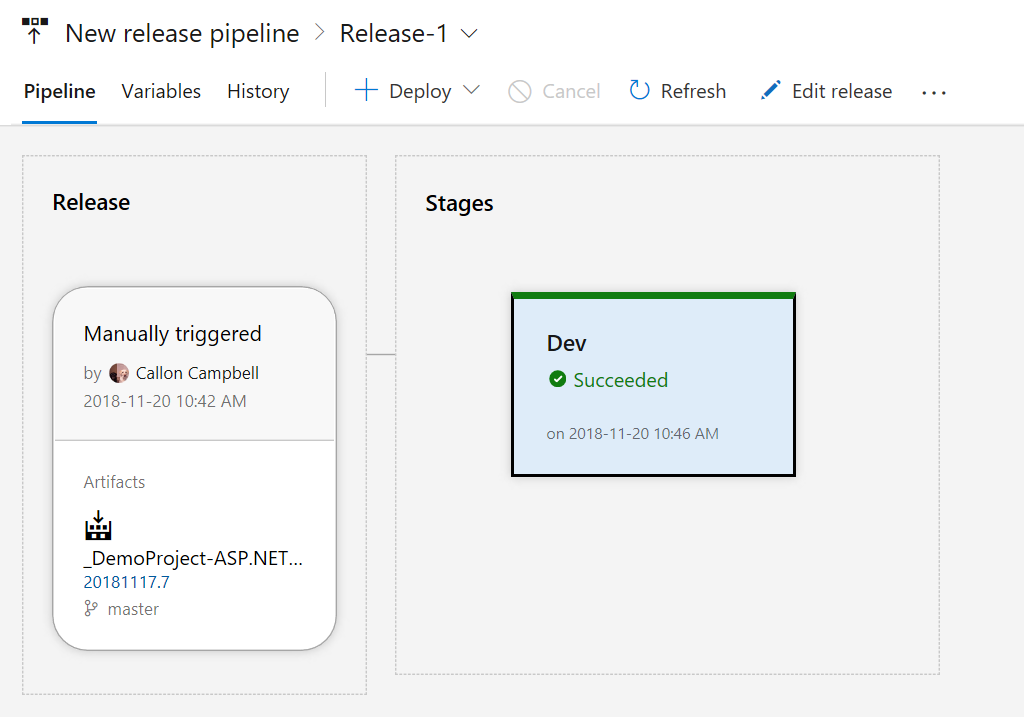 New release pipeline > Release-1
Pipeline Variables History Deploy Cancel Refresh Edit release ...
Release
Manually triggered
by Callon Campbell
2018-11-20 10:42 AM
Artifacts
_DemoProject-ASP.NET...
20181117.7
master
Stages
Dev
Succeeded
on 2018-11-20 10:46 AM